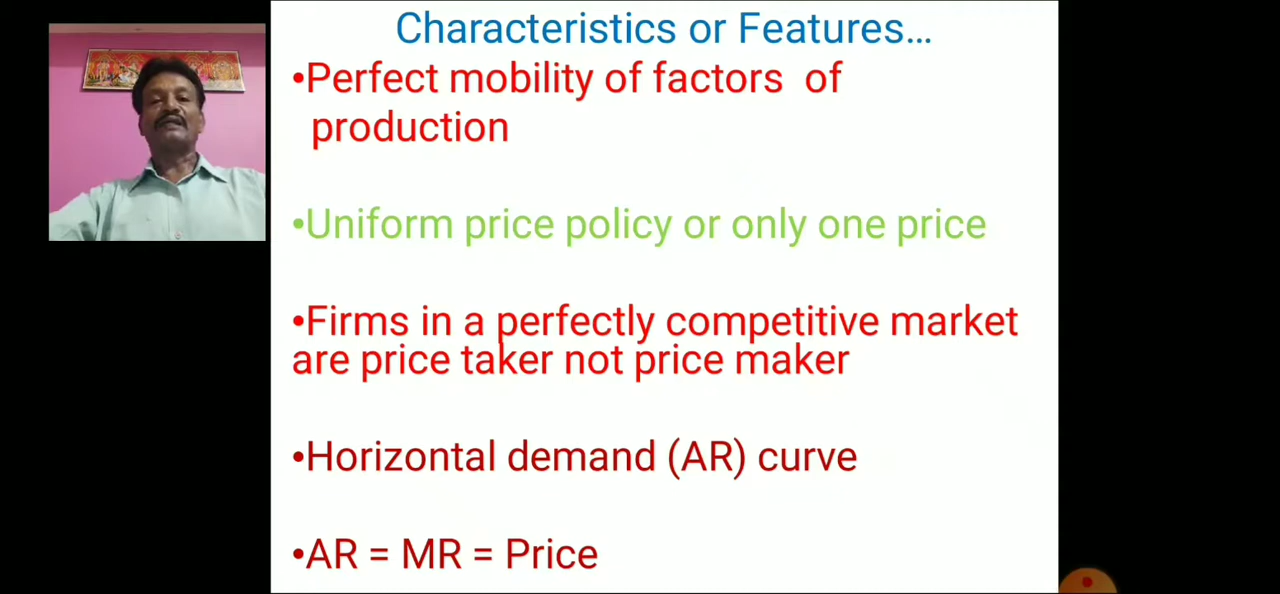 Characteristics or Features...
•Perfect mobility of factors of
production
•Uniform price policy or only one price
•Firms in a perfectly competitive market
are price taker not price maker
•Horizontal demand (AR) curve
•AR = MR = Price